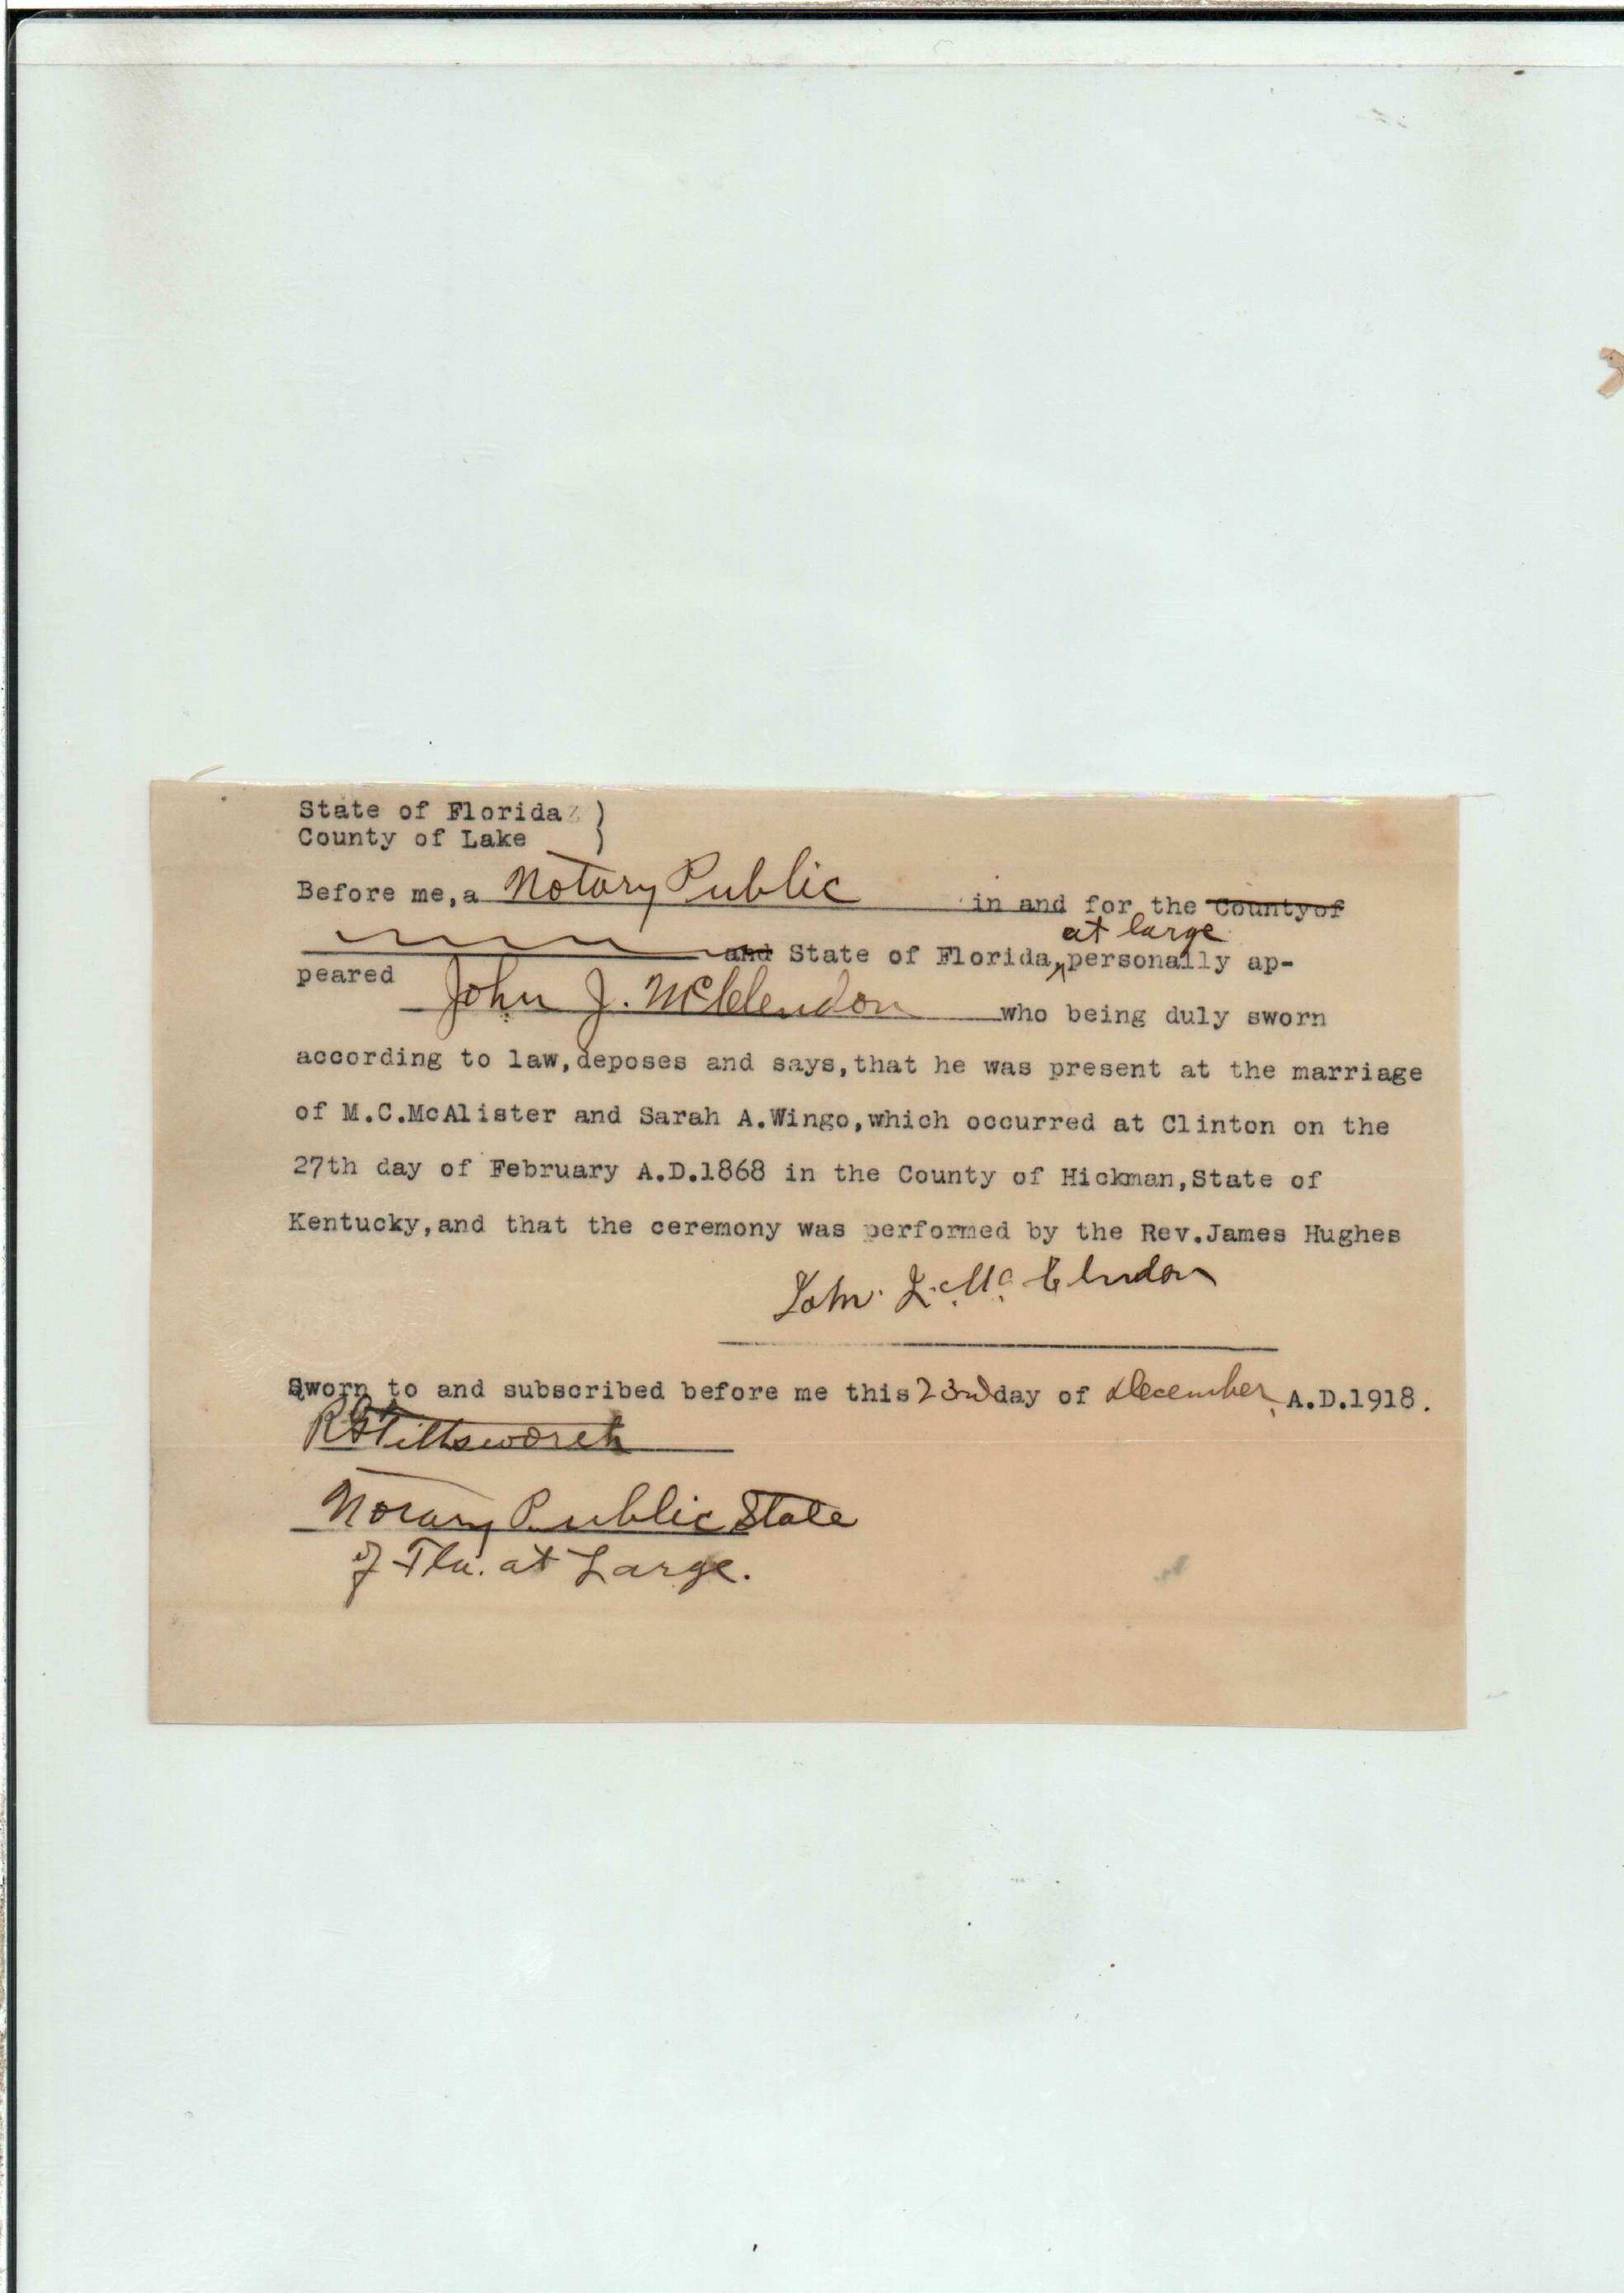 State of Florida }
County of Lake }
Before me,a Notary Public in and for the Countyof
at large
and State of Florida,^personally ap-
peared John J. McClendon who being duly sworn
according to law,deposes and says,that he was present at the marriage
of M.C.McAlister and Sarah A.Wingo,which occurred at Clinton on the
27th day of February A.D.1868 in the County of Hickman,State of
Kentucky,and that the ceremony was performed by the Rev.James Hughes
John. J. Mc Clendon
Sworn to and subscribed before me this 23rd day of December A.D.1918.
Notary Public State
of Fla. at Large.